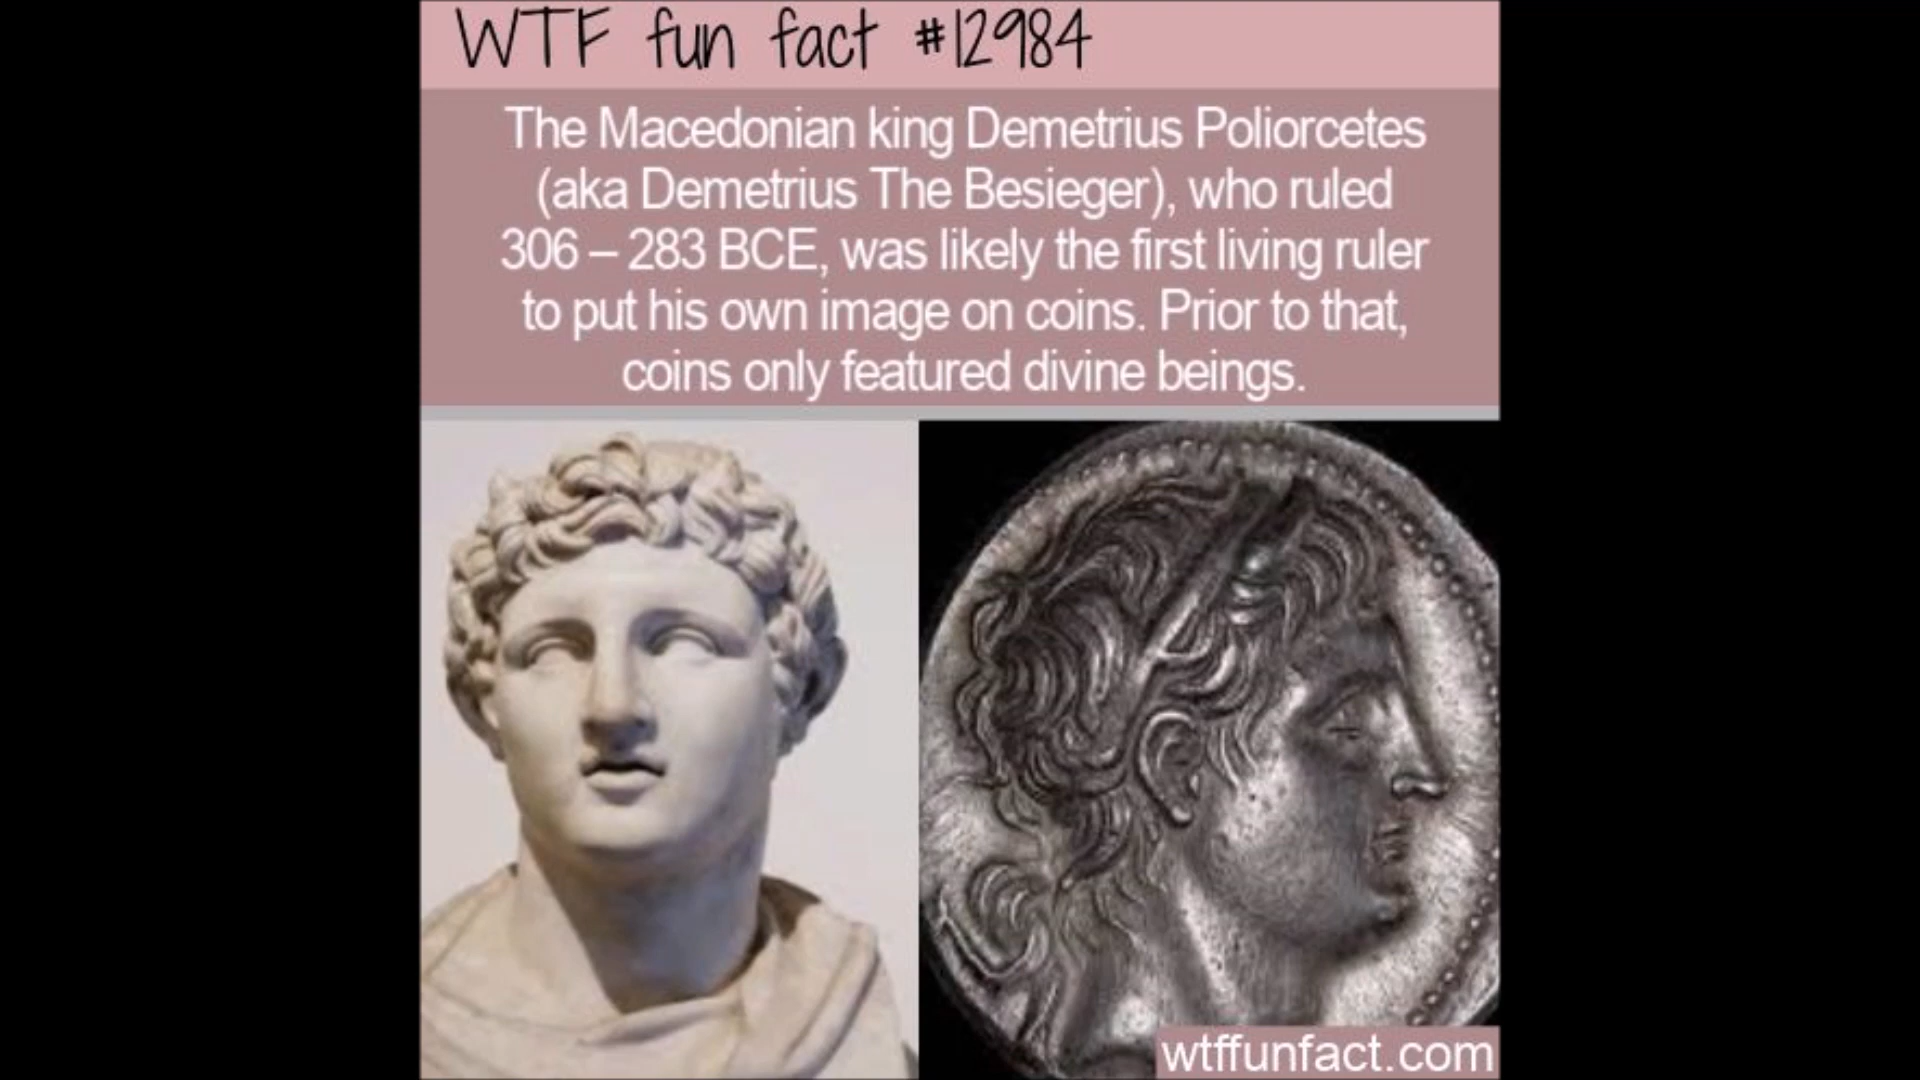 WTF fun fact #12984
The Macedonian king Demetrius Poliorcetes
(aka Demetrius The Besieger), who ruled
306 – 283 BCE, was likely the first living ruler
to put his own image on coins. Prior to that,
coins only featured divine beings.
wtffunfact.com